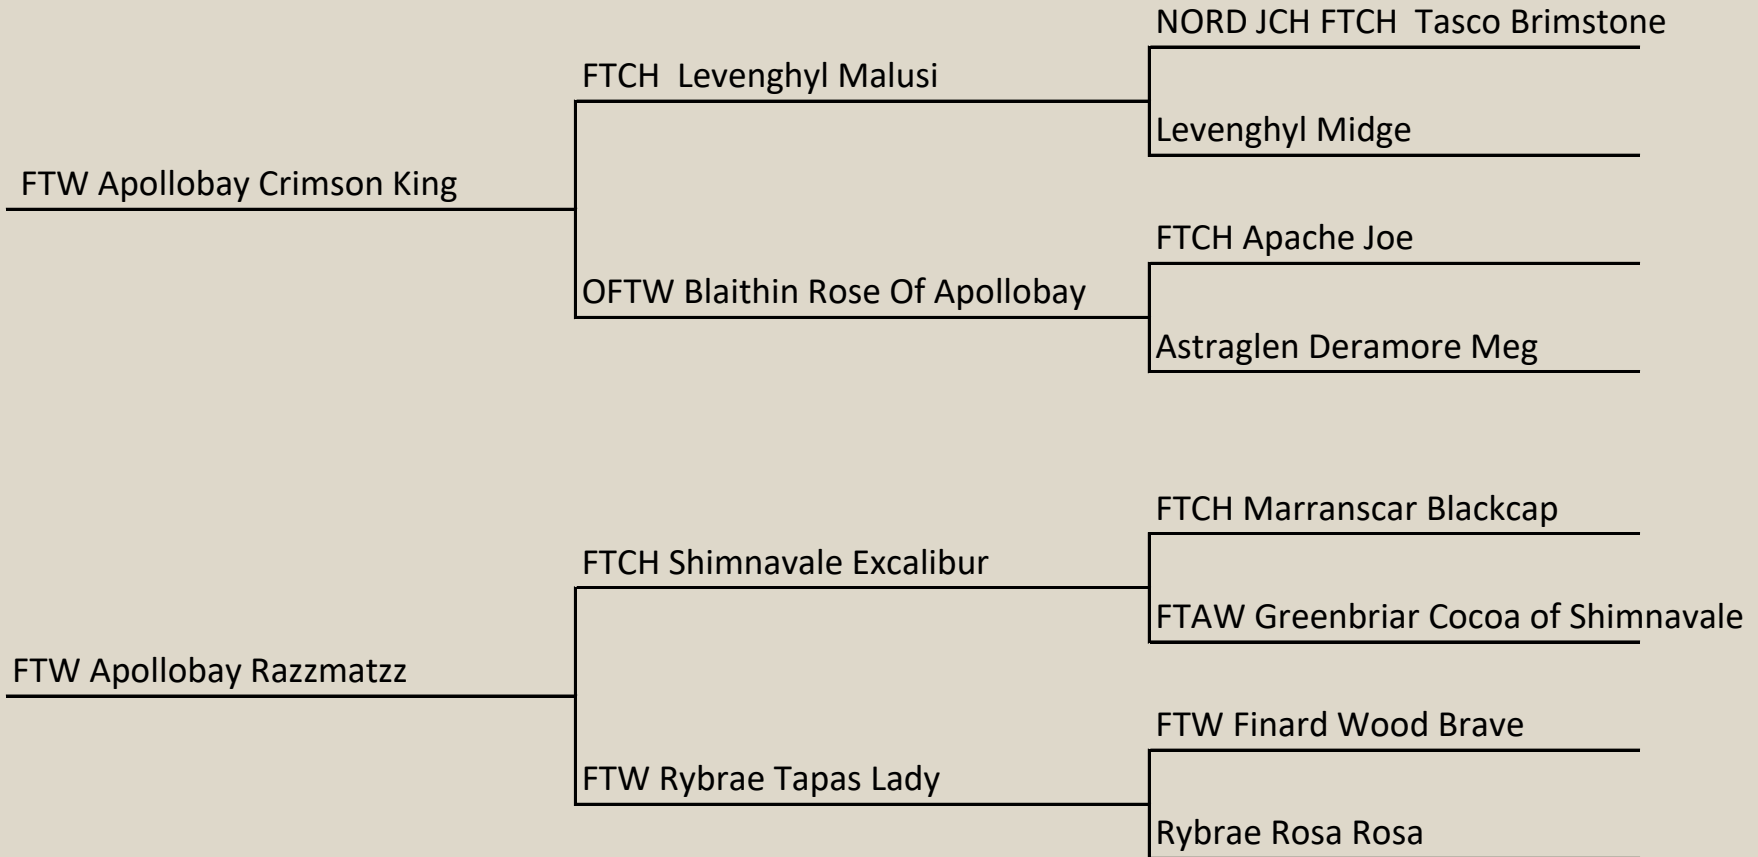 NORD JCH FTCH  Tasco Brimstone
FTCH  Levenghyl Malusi
Levenghyl Midge
FTW Apollobay Crimson King
FTCH Apache Joe
OFTW Blaithin Rose Of Apollobay
Astraglen Deramore Meg
FTCH Marranscar Blackcap
FTCH Shimnavale Excalibur
FTAW Greenbriar Cocoa of Shimnavale
FTW Apollobay Razzmatzz
FTW Finard Wood Brave
FTW Rybrae Tapas Lady
Rybrae Rosa Rosa